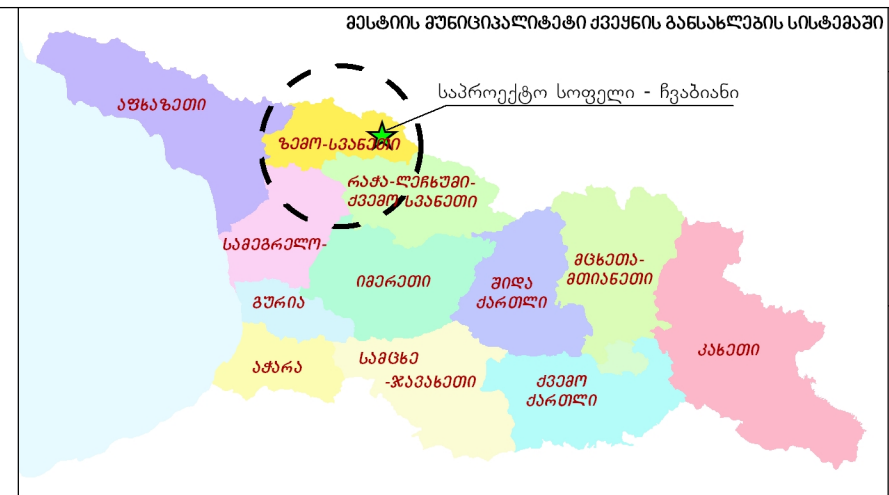 მესტიის მუნიციპალიტეტი ქვეყნის განსახლების სისტემაში
საპროექტო სოფელი - ჩვაბიანი
აფხაზეთი
ზემო-სვანეთი
რაჭა-ლეჩხუმი-
ქვემო სვანეთი
სამეგრელო-
იმერეთი
შიდა
ქართლი
მცხეთა-
მთიანეთი
გურია
კახეთი
აჭარა
სამცხე
-ჯავახეთი
ქვემო
ქართლი